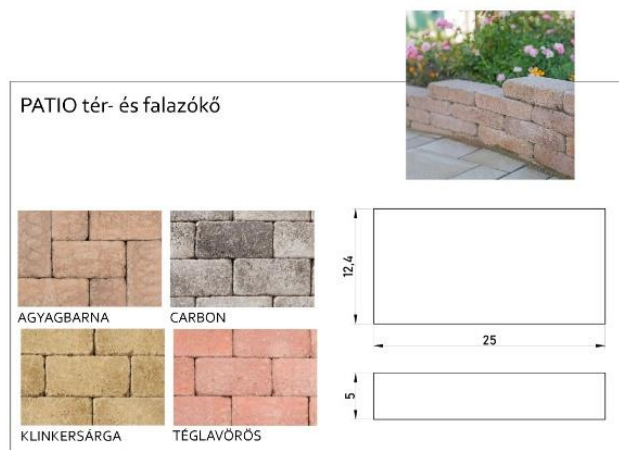 PATIO tér- és falazókő
AGYAGBARNA
CARBON
KLINKERSÁRGA
TÉGLAVÖRÖS
12,4
25
5